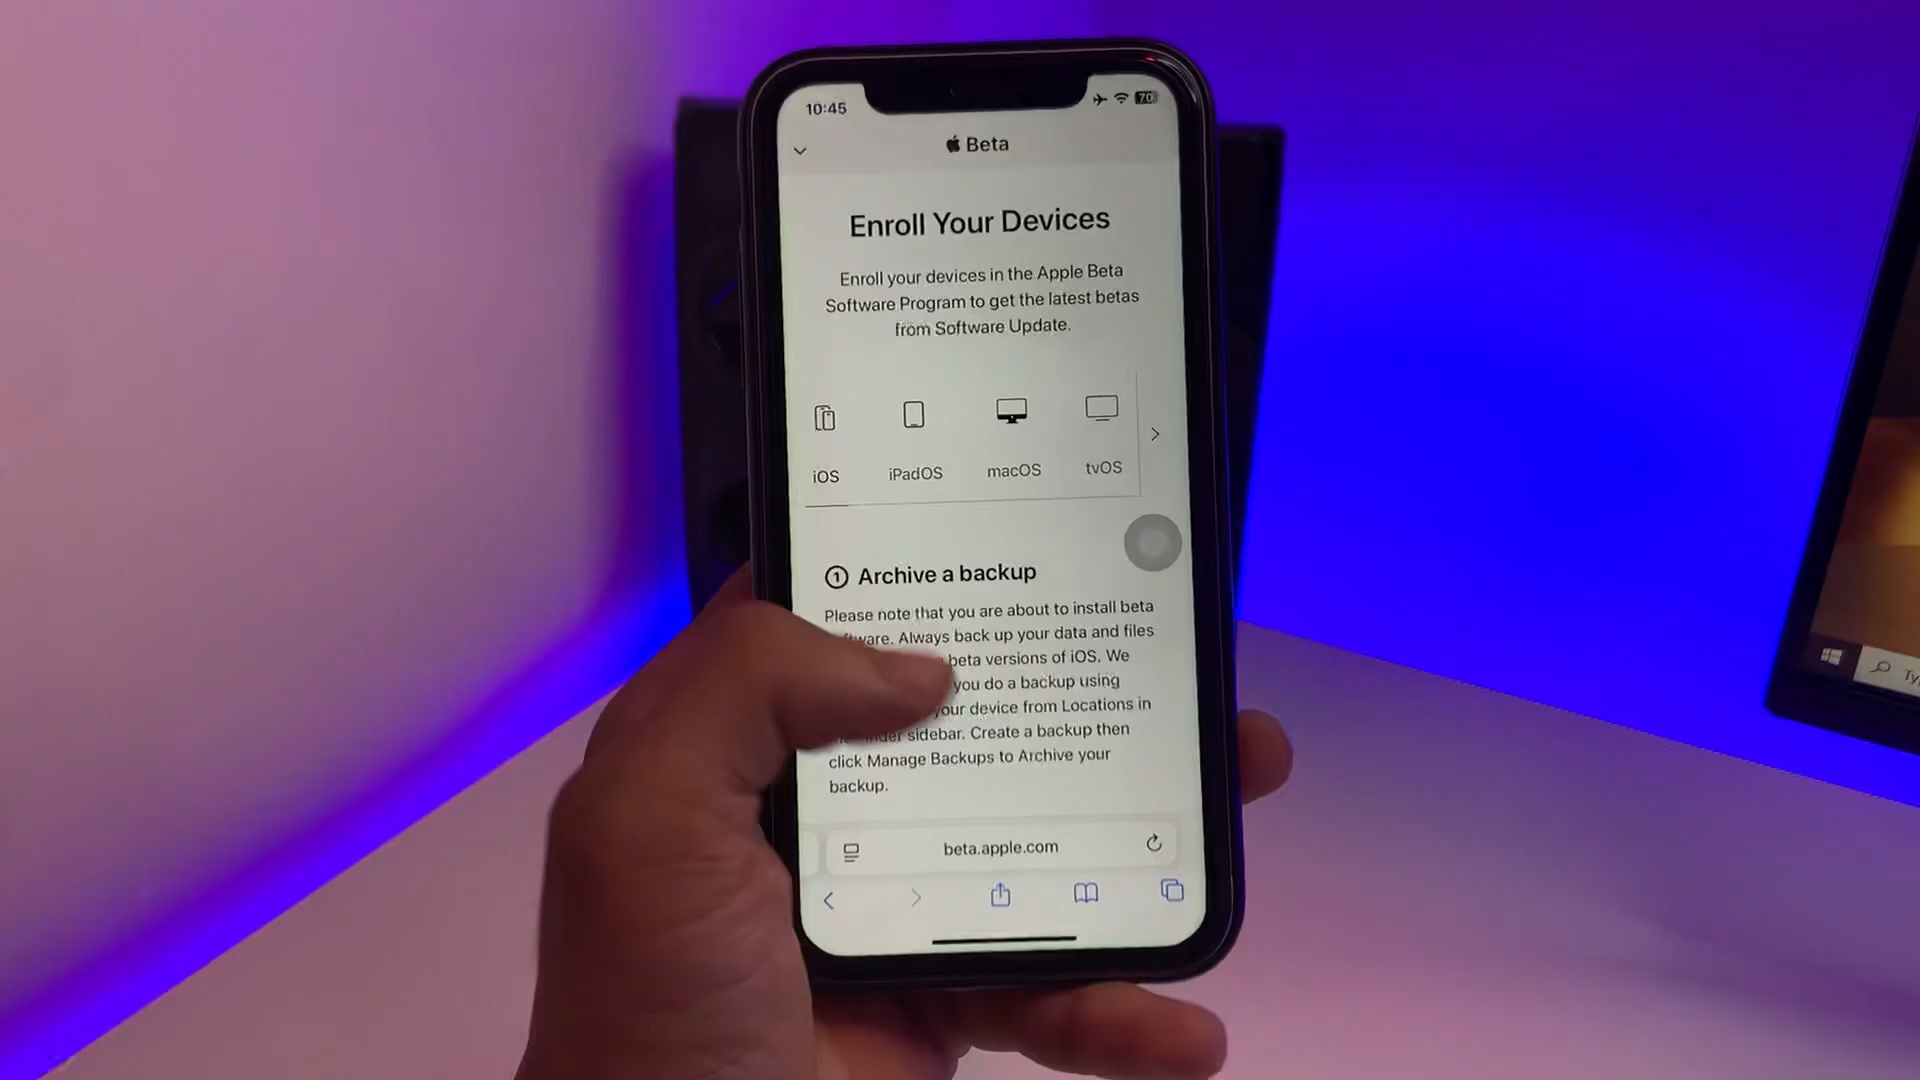 10:45
70
Beta
Enroll Your Devices
Enroll your devices in the Apple Beta
Software Program to get the latest betas
from Software Update.
iOS
iPadOS
macOS
tvOS
1 Archive a backup
Please note that you are about to install beta
Always back up your data and files
beta versions of iOS. We
you do a backup using
your device from Locations in
sidebar. Create a backup then
click Manage Backups to Archive your
backup.
beta.apple.com